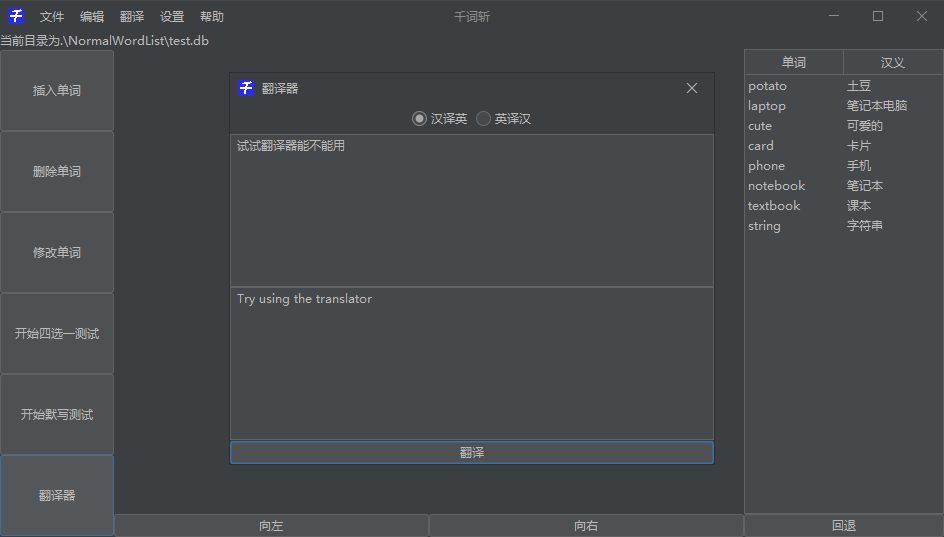 千 文件 编辑 翻译 设置 帮助 千词斩
当前目录为.\NormalWordList\test.db
插入单词
删除单词
修改单词
开始四选一测试
开始默写测试
翻译器
千 翻译器
汉译英 英译汉
试试翻译器能不能用
Try using the translator
翻译
单词 汉义
potato 土豆
laptop 笔记本电脑
cute 可爱的
card 卡片
phone 手机
notebook 笔记本
textbook 课本
string 字符串
向左 向右 回退